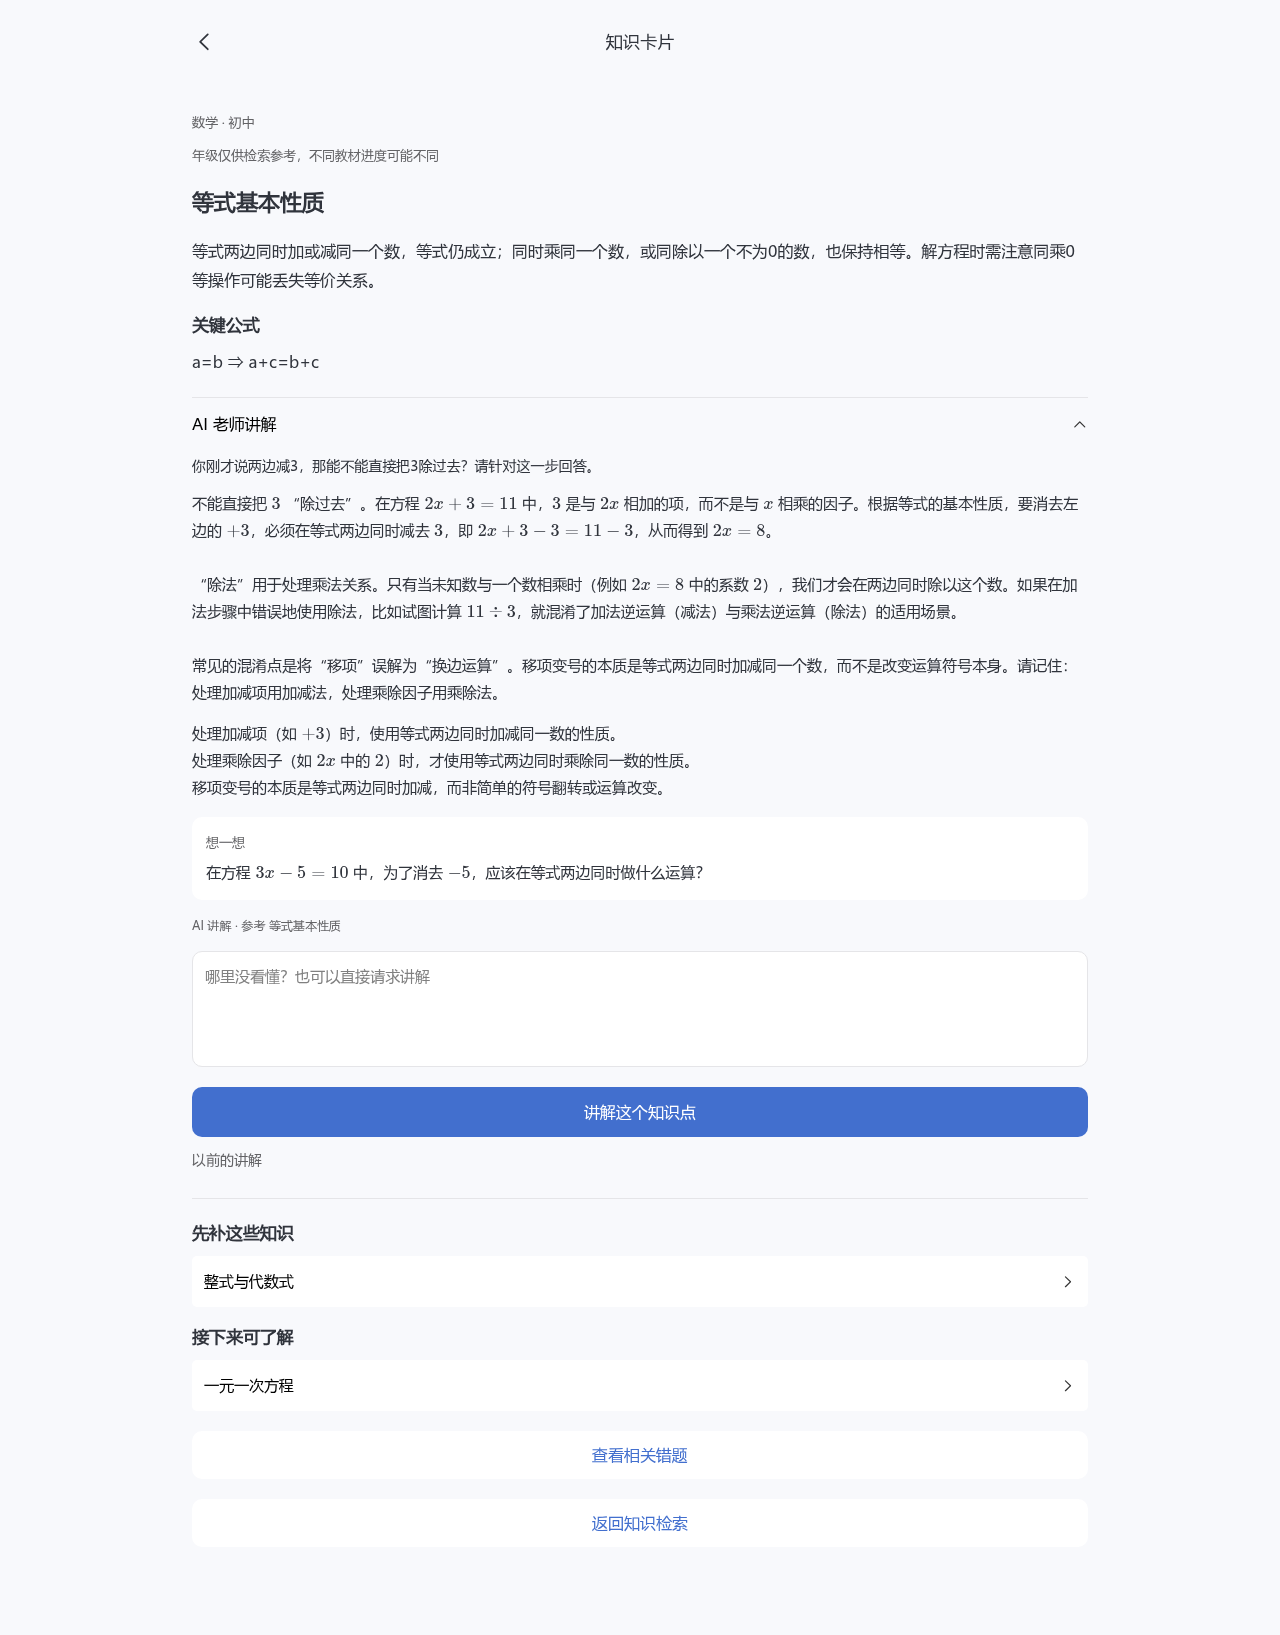 知识卡片
数学 · 初中
年级仅供检索参考，不同教材进度可能不同
等式基本性质
等式两边同时加或减同一个数，等式仍成立；同时乘同一个数，或同除以一个不为0的数，也保持相等。解方程时需注意同乘0
等操作可能丢失等价关系。
关键公式
a=b ⇒ a+c=b+c
AI 老师讲解
你刚才说两边减3，那能不能直接把3除过去？请针对这一步回答。
不能直接把 3 “除过去”。在方程 2x + 3 = 11 中，3 是与 2x 相加的项，而不是与 x 相乘的因子。根据等式的基本性质，要消去左
边的 +3，必须在等式两边同时减去 3，即 2x + 3 − 3 = 11 − 3，从而得到 2x = 8。
“除法”用于处理乘法关系。只有当未知数与一个数相乘时（例如 2x = 8 中的系数 2），我们才会在两边同时除以这个数。如果在加
法步骤中错误地使用除法，比如试图计算 11 ÷ 3，就混淆了加法逆运算（减法）与乘法逆运算（除法）的适用场景。
常见的混淆点是将“移项”误解为“换边运算”。移项变号的本质是等式两边同时加减同一个数，而不是改变运算符号本身。请记住：
处理加减项用加减法，处理乘除因子用乘除法。
处理加减项（如 +3）时，使用等式两边同时加减同一数的性质。
处理乘除因子（如 2x 中的 2）时，才使用等式两边同时乘除同一数的性质。
移项变号的本质是等式两边同时加减，而非简单的符号翻转或运算改变。
想一想
在方程 3x − 5 = 10 中，为了消去 −5，应该在等式两边同时做什么运算？
AI 讲解 · 参考 等式基本性质
哪里没看懂？也可以直接请求讲解
讲解这个知识点
以前的讲解
先补这些知识
整式与代数式
接下来可了解
一元一次方程
查看相关错题
返回知识检索